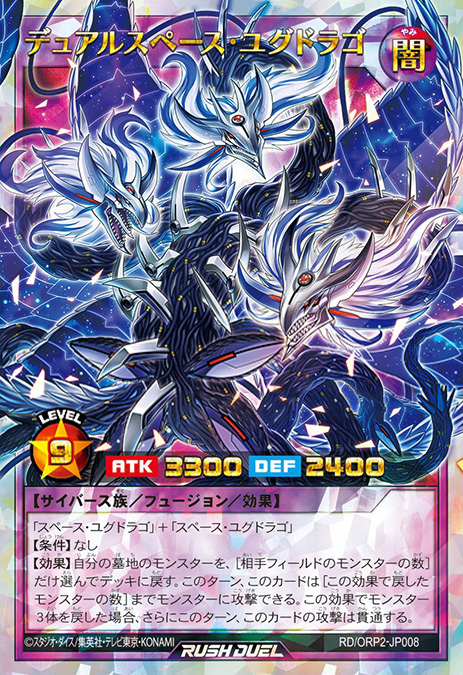 デュアルスペース・ユグドラゴ
闇
やみ
LEVEL
9
ATK 3300 DEF 2400
【サイバース族/フュージョン/効果】
「スペース・ユグドラゴ」+「スペース・ユグドラゴ」
【条件】なし
【効果】自分の墓地のモンスターを、[相手フィールドのモンスターの数]
だけ選んでデッキに戻す。このターン、このカードは[この効果で戻した
モンスターの数]までモンスターに攻撃できる。この効果でモンスター
3体を戻した場合、さらにこのターン、このカードの攻撃は貫通する。
©スタジオ・ダイス/集英社・テレビ東京・KONAMI
RUSH DUEL
RD/ORP2-JP008